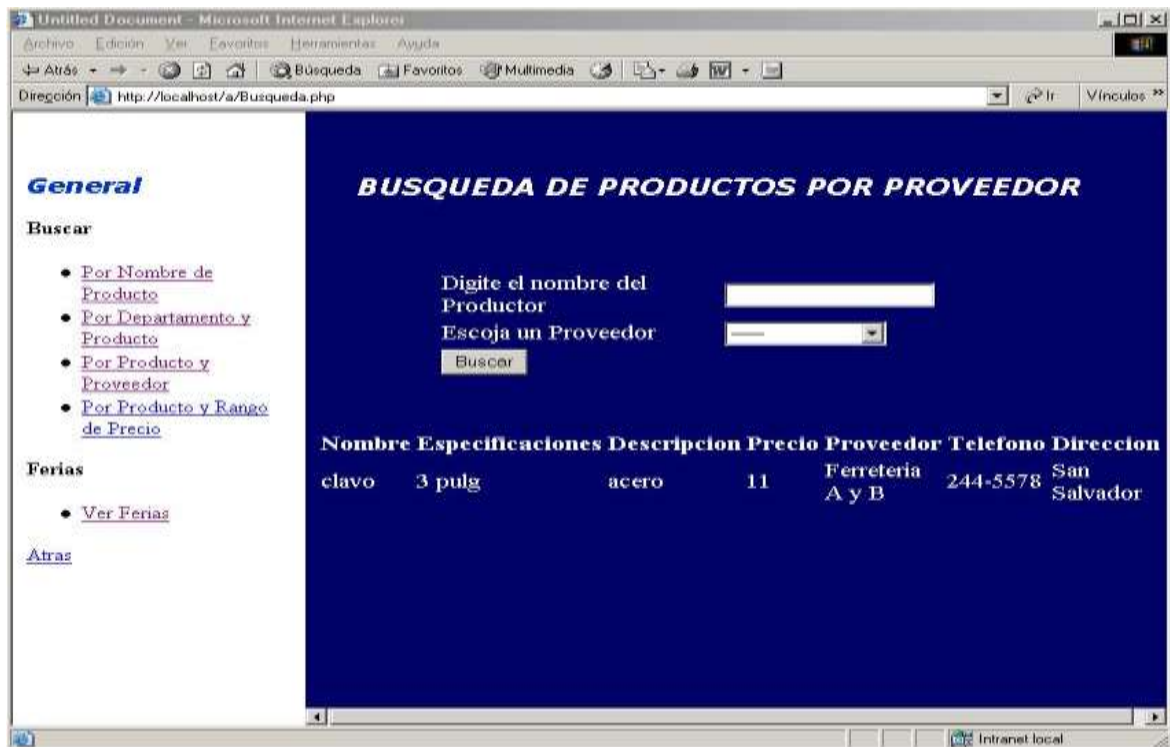 Untitled Document - Microsoft Internet Explorer
Archivo Edición Ver Favoritos Herramientas Ayuda
Atrás Búsqueda Favoritos Multimedia
Dirección http://localhost/a/Busqueda.php Ir Vínculos »
General
Buscar
Por Nombre de
Producto
Por Departamento y
Producto
Por Producto y
Proveedor
Por Producto y Rango
de Precio
Ferias
Ver Ferias
Atras
BUSQUEDA DE PRODUCTOS POR PROVEEDOR
Digite el nombre del
Productor
Escoja un Proveedor
Buscar
Nombre Especificaciones Descripcion Precio Proveedor Telefono Direccion
clavo 3 pulg acero 11 Ferreteria A y B 244-5578 San Salvador
Intranet local